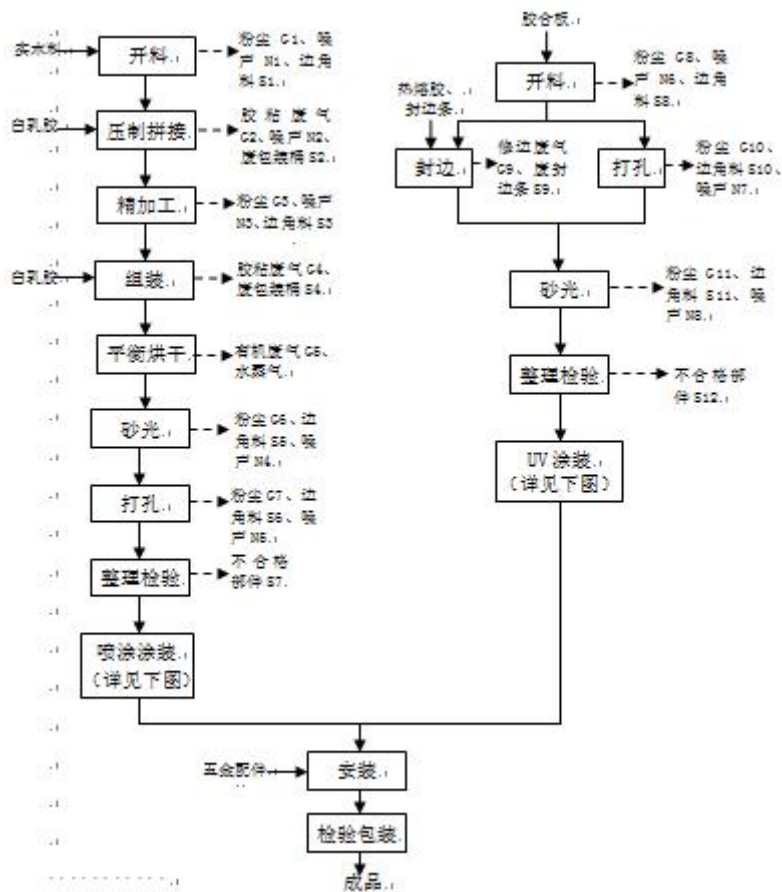 实木料
开料
粉尘 G1、噪
声 N1、边角
料 S1
白乳胶
压制拼接
胶粘废气
G2、噪声 N2、
废包装桶 S2
精加工
粉尘 G3、噪声
N3、边角料 S3
白乳胶
组装
胶粘废气 G4、
废包装桶 S4
平衡烘干
有机废气 G5、
水蒸气
砂光
粉尘 G6、边
角料 S5、噪
声 N4
打孔
粉尘 G7、边
角料 S6、噪
声 N5
整理检验
不合格
部件 S7
喷涂涂装
（详见下图）
胶合板
开料
粉尘 G8、噪
声 N6、边角
料 S8
热熔胶、
封边条
封边
修边废气
G9、废封
边条 S9
打孔
粉尘 G10、
边角料 S10、
噪声 N7
砂光
粉尘 G11、边
角料 S11、噪
声 N8
整理检验
不合格部
件 S12
UV 涂装
（详见下图）
五金配件
安装
检验包装
成品